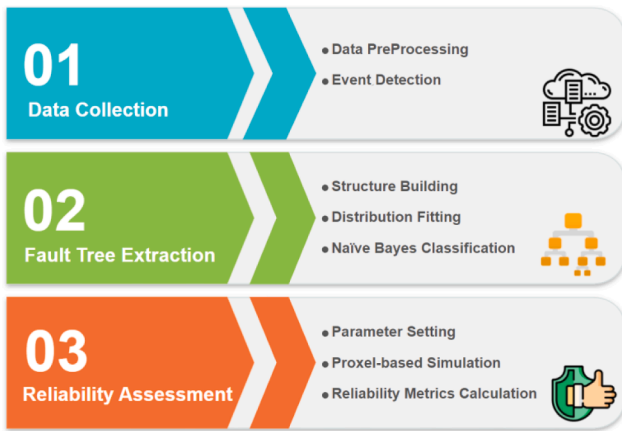 01
Data Collection
• Data PreProcessing
• Event Detection
02
Fault Tree Extraction
• Structure Building
• Distribution Fitting
• Naïve Bayes Classification
03
Reliability Assessment
• Parameter Setting
• Proxel-based Simulation
• Reliability Metrics Calculation